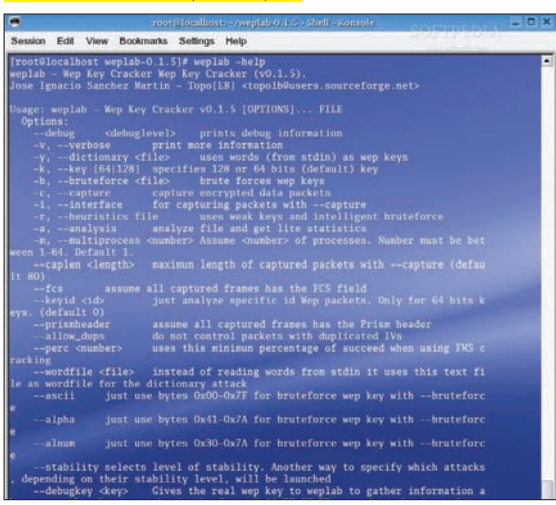 root@localhost:~/weplab-0.1.5 - Shell - Konsole
SOFTPEDIA
Session Edit View Bookmarks Settings Help
[root@localhost weplab-0.1.5]# weplab -help
weplab - Wep Key Cracker Wep Key Cracker (v0.1.5).
Jose Ignacio Sanchez Martin - Topo[LB] <topolb@users.sourceforge.net>
Usage: weplab - Wep Key Cracker v0.1.5 [OPTIONS]... FILE
Options:
--debug <debuglevel> prints debug information
-v, --verbose print more information
-y, --dictionary <file> uses words (from stdin) as wep keys
-k, --key [64|128] specifies 128 or 64 bits (default) key
-b, --bruteforce <file> brute forces wep keys
-c, --capture capture encrypted data packets
-i, --interface for capturing packets with --capture
-r, --heuristics file uses weak keys and intelligent bruteforce
-a, --analysis analyze file and get lite statistics
-m, --multiprocess <number> Assume <number> of processes. Number must be bet
ween 1-64. Default 1.
--caplen <length> maximun length of captured packets with --capture (defau
lt 80)
--fcs assume all captured frames has the FCS field
--keyid <id> just analyze specific id Wep packets. Only for 64 bits k
eys. (default 0)
--prismheader assume all captured frames has the Prism header
--allow_dups do not control packets with duplicated IVs
--perc <number> uses this minimun percentage of succeed when using FMS c
racking
--wordfile <file> instead of reading words from stdin it uses this text fi
le as wordfile for the dictionary attack
--ascii just use bytes 0x00-0x7F for bruteforce wep key with --bruteforc
e
--alpha just use bytes 0x41-0x7A for bruteforce wep key with --bruteforc
e
--alnum just use bytes 0x30-0x7A for bruteforce wep key with --bruteforc
e
--stability selects level of stability. Another way to specify which attacks
, depending on their stability level, will be launched
--debugkey <key> Gives the real wep key to weplab to gather information a